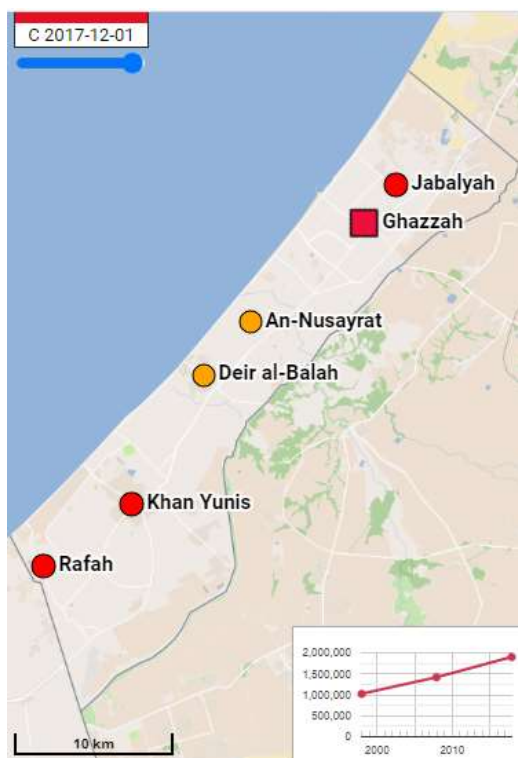 C 2017-12-01
Jabalyah
Ghazzah
An-Nusayrat
Deir al-Balah
Khan Yunis
Rafah
2,000,000
1,500,000
1,000,000
500,000
0
2000 2010
10 km